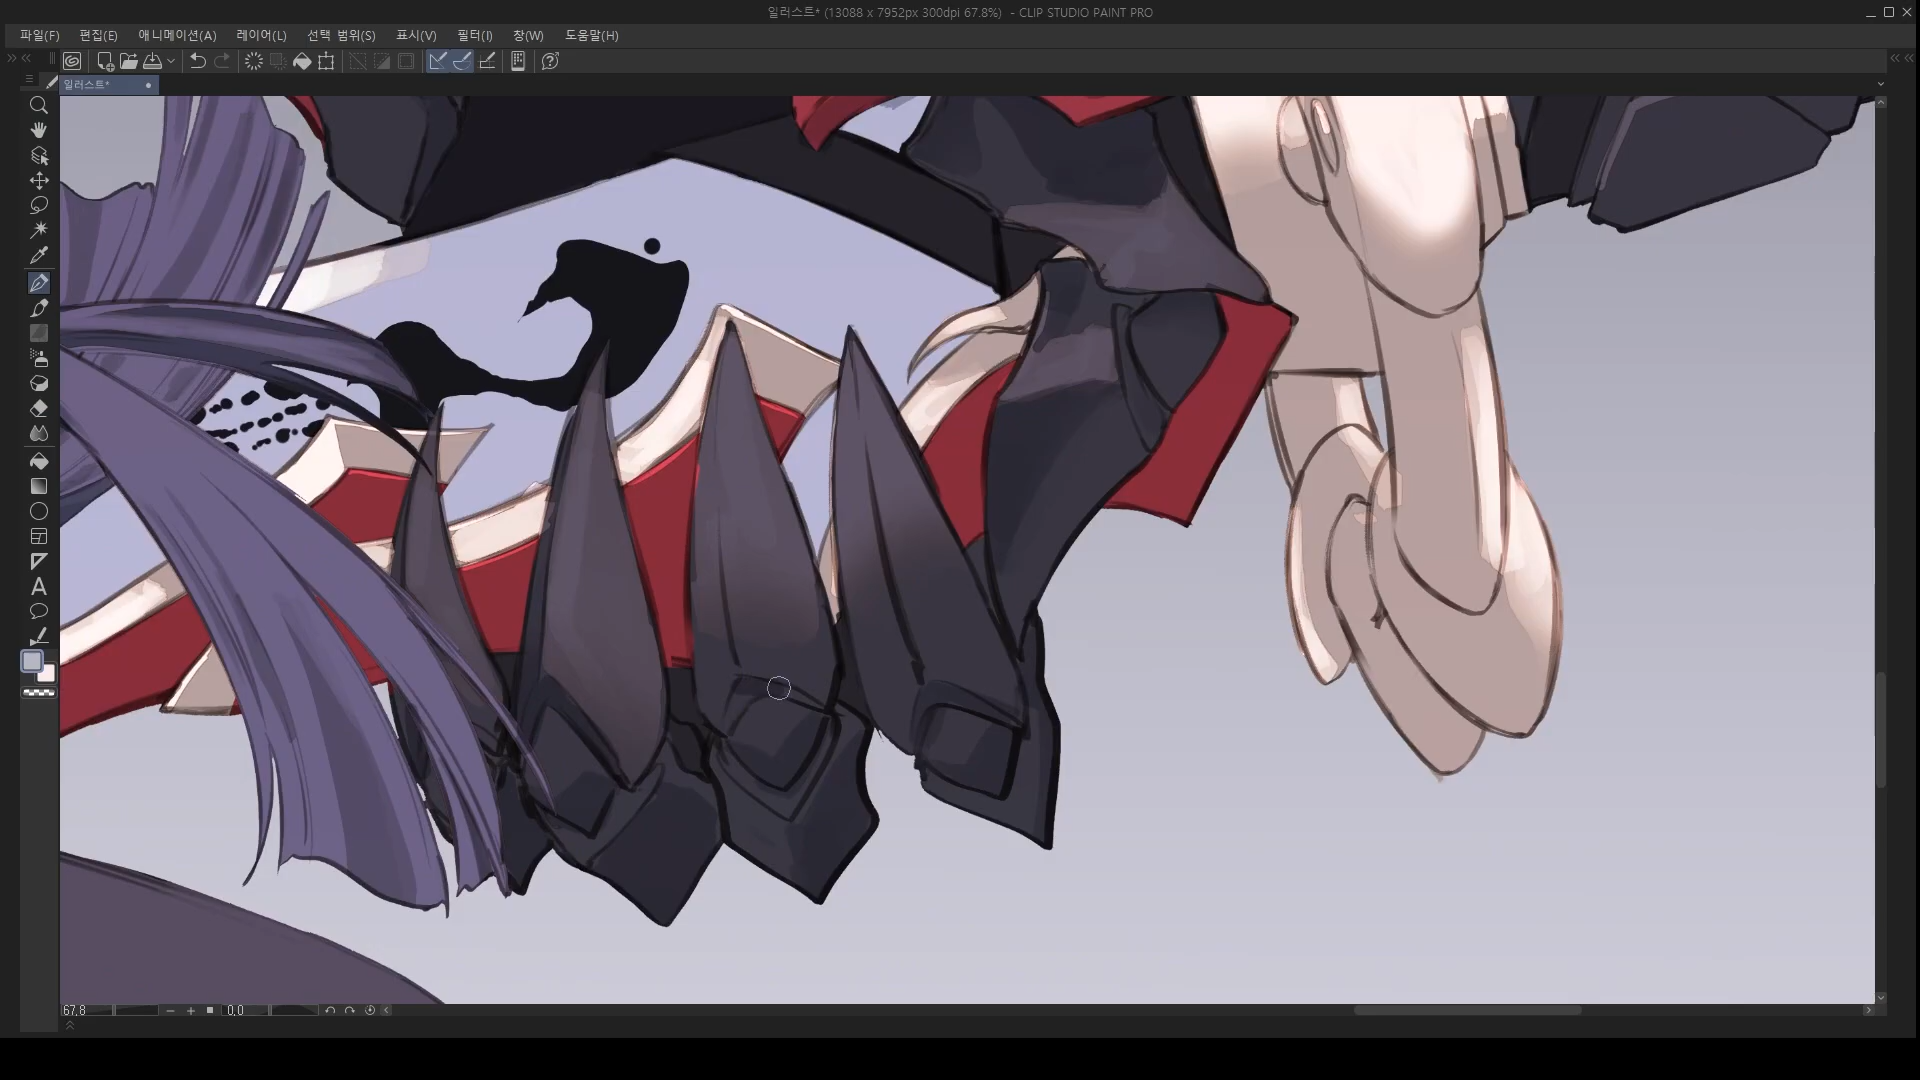 일러스트* (13088 x 7952px 300dpi 67.8%) - CLIP STUDIO PAINT PRO
파일(F) 편집(E) 애니메이션(A) 레이어(L) 선택 범위(S) 표시(V) 필터(I) 창(W) 도움말(H)
일러스트*
67.8
0.0